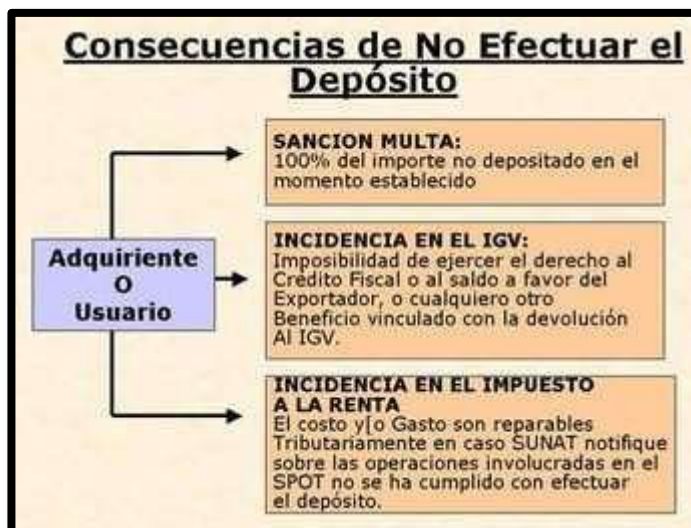 Consecuencias de No Efectuar el
Depósito
Adquiriente
O
Usuario
SANCION MULTA:
100% del importe no depositado en el
momento establecido
INCIDENCIA EN EL IGV:
Imposibilidad de ejercer el derecho al
Crédito Fiscal o al saldo a favor del
Exportador, o cualquiero otro
Beneficio vinculado con la devolución
Al IGV.
INCIDENCIA EN EL IMPUESTO
A LA RENTA
El costo y[o Gasto son reparables
Tributariamente en caso SUNAT notifique
sobre las operaciones involucradas en el
SPOT no se ha cumplido con efectuar
el depósito.